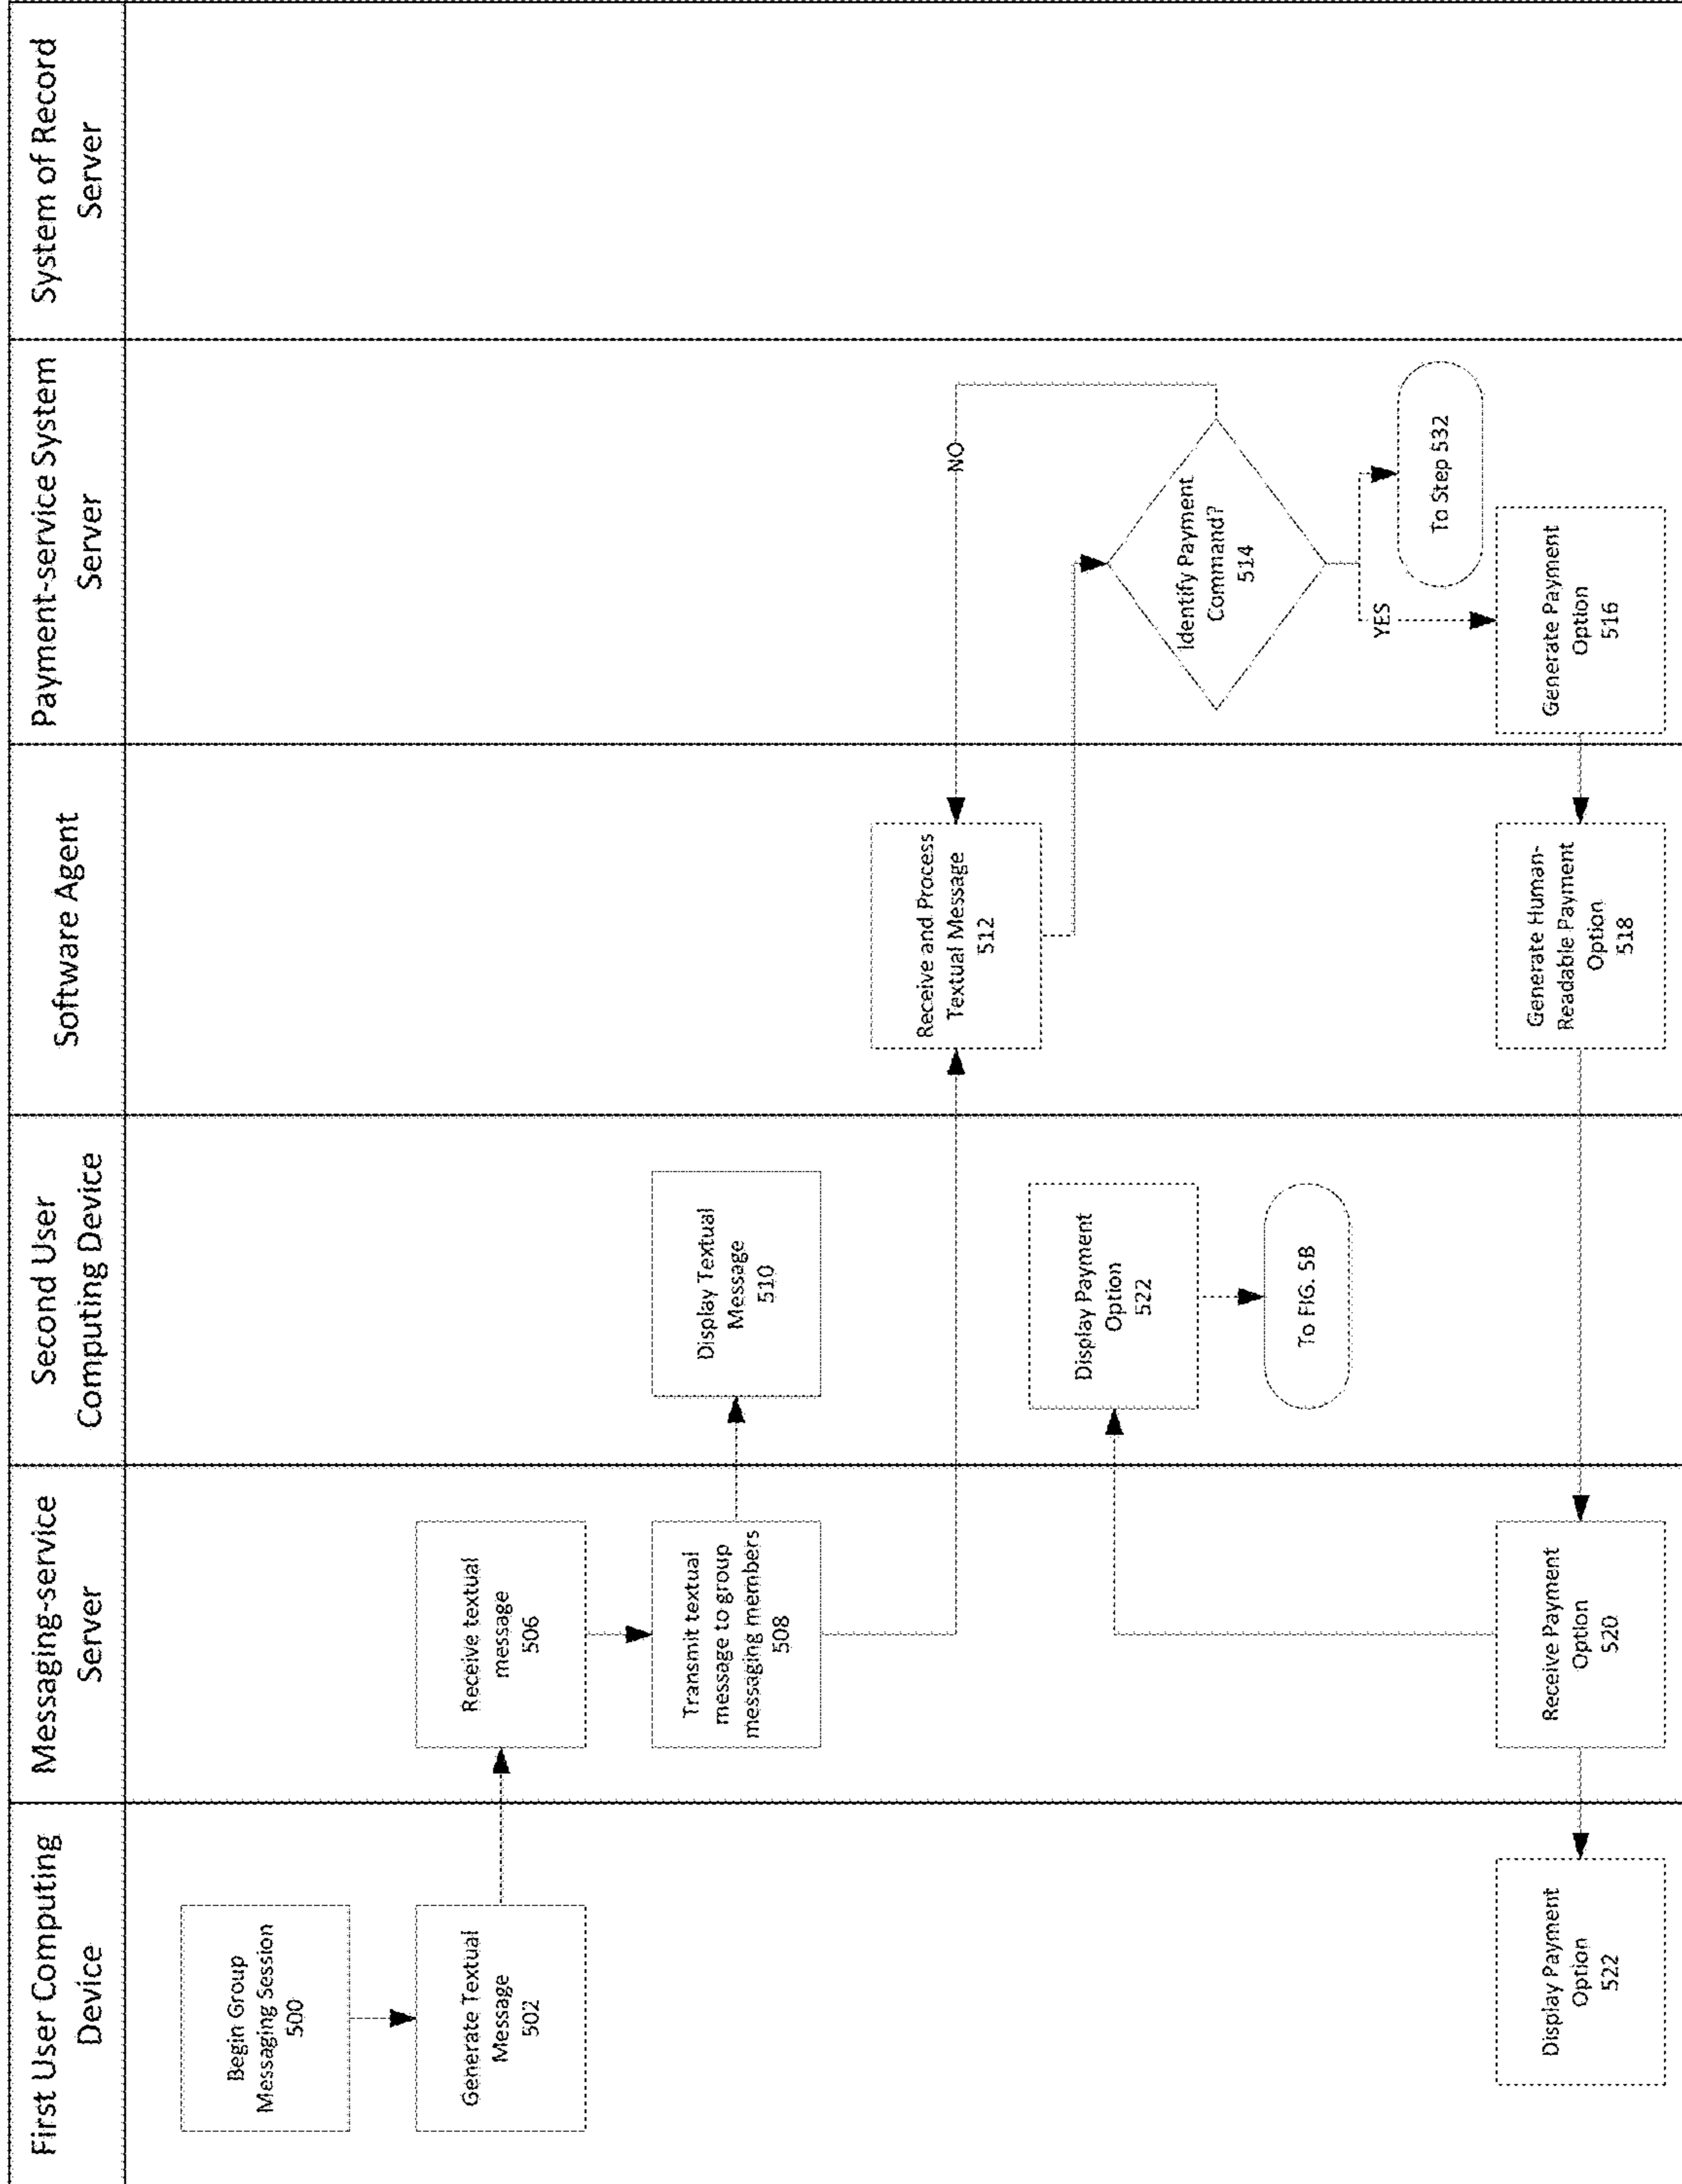 First User Computing
Device
Messaging-service
Server
Second User
Computing Device
Software Agent
Payment-service System
Server
System of Record
Server
Begin Group
Messaging Session
500
Generate Textual
Message
502
Receive textual
message
506
Transmit textual
message to group
messaging members
508
Display Textual
Message
510
Receive and Process
Textual Message
512
NO
Identify Payment
Command?
514
YES
To Step 532
Generate Payment
Option
516
Generate Human-
Readable Payment
Option
518
Receive Payment
Option
520
Display Payment
Option
522
To FIG. 5B
Display Payment
Option
522